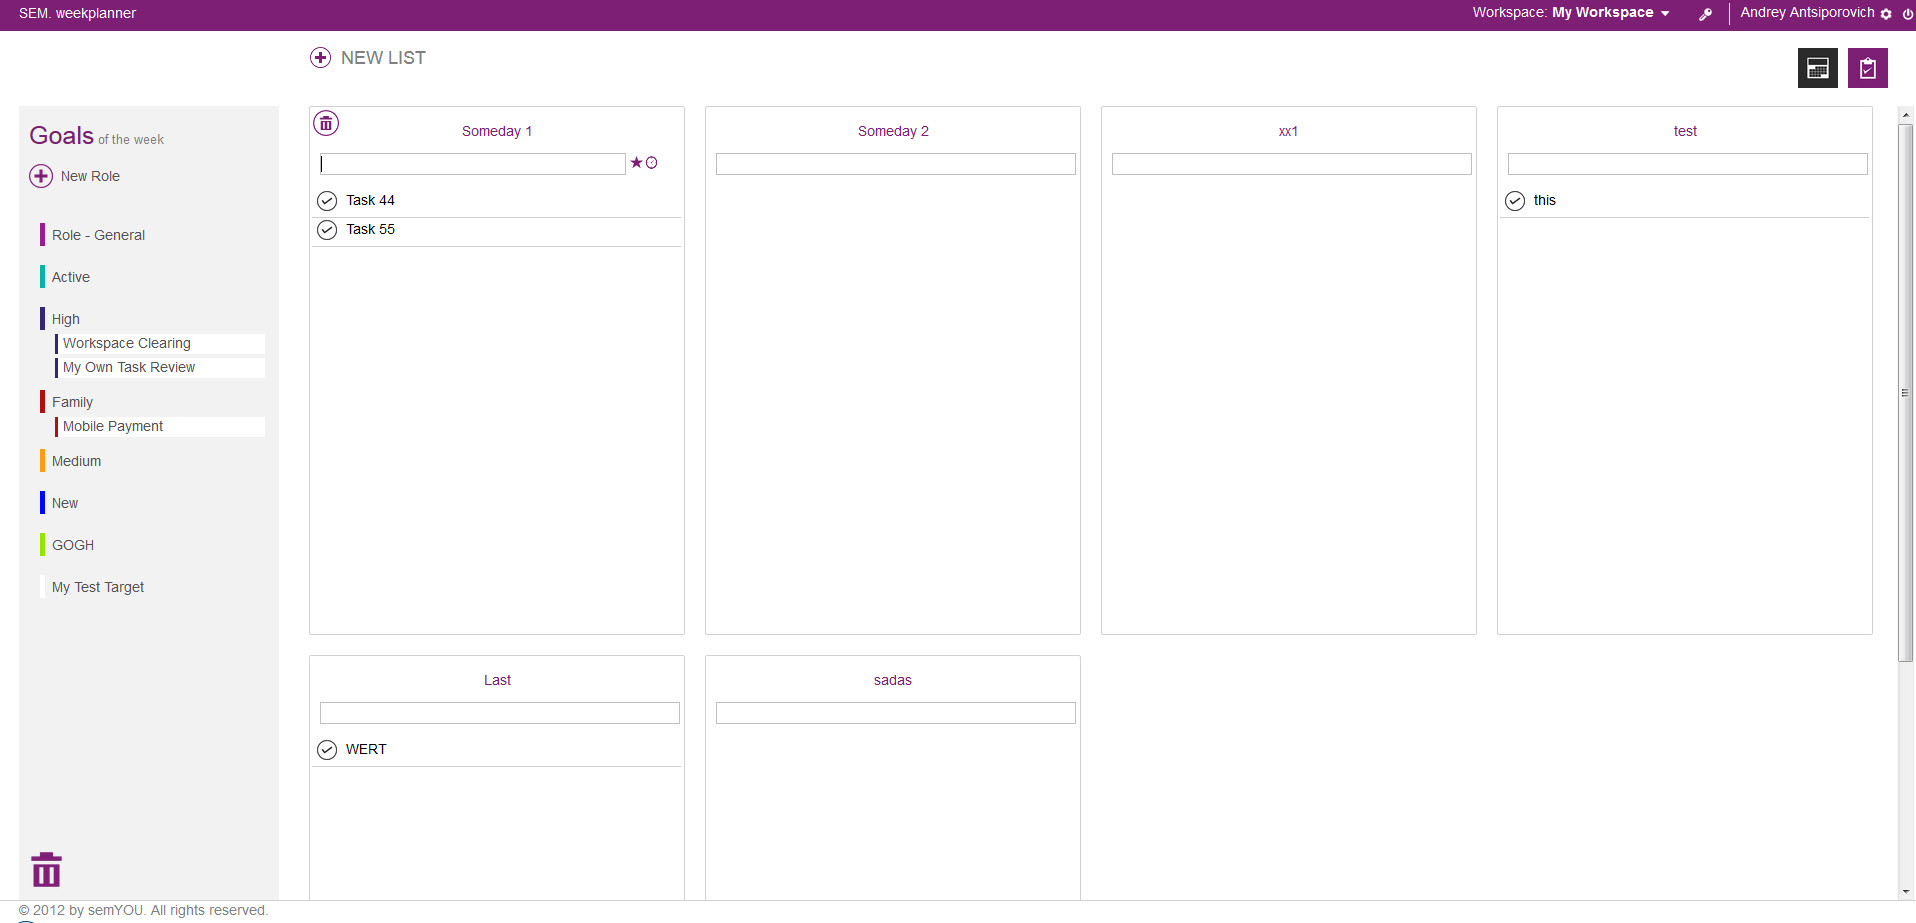 SEM. weekplanner
Workspace: My Workspace
Andrey Antsiporovich
NEW LIST
Goals of the week
New Role
Role - General
Active
High
Workspace Clearing
My Own Task Review
Family
Mobile Payment
Medium
New
GOGH
My Test Target
Someday 1
Task 44
Task 55
Someday 2
xx1
test
this
Last
WERT
sadas
© 2012 by semYOU. All rights reserved.